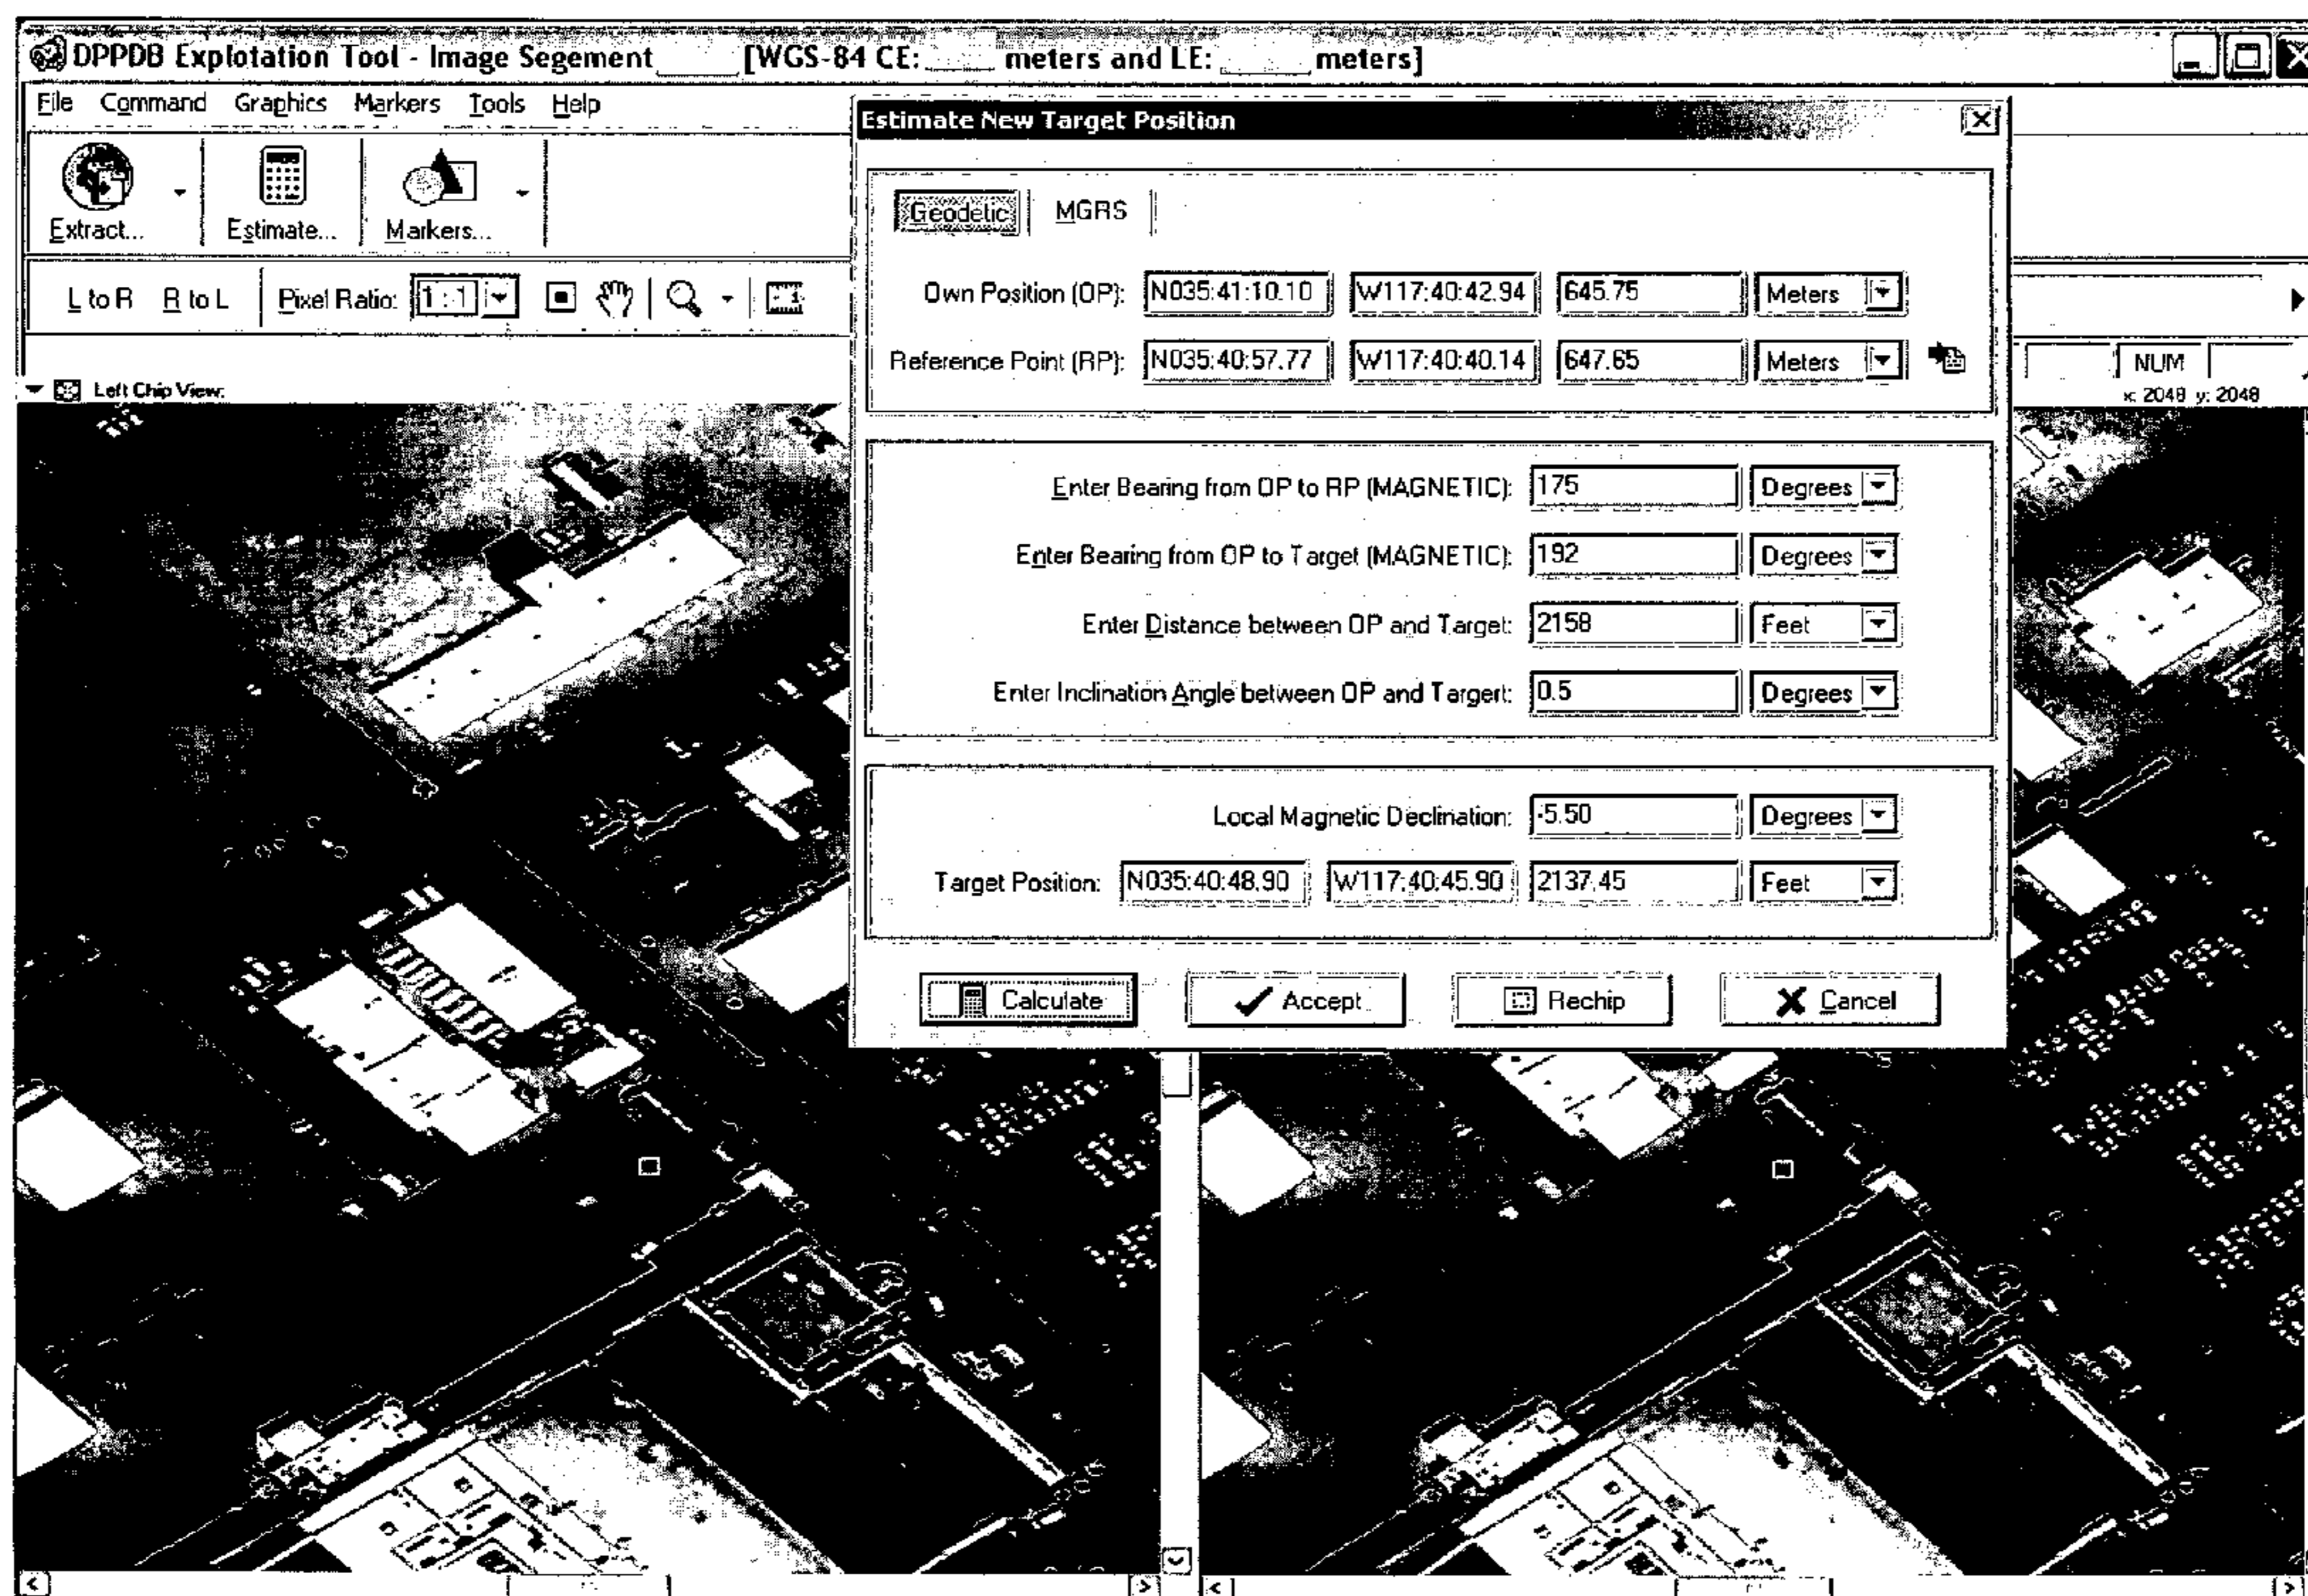 DPPDB Explotation Tool - Image Segement _____ [WGS-84 CE: _____ meters and LE: _____ meters]
File Command Graphics Markers Tools Help
Extract... Estimate... Markers...
L to R R to L Pixel Ratio: 1 : 1
Left Chip View:
NUM
x: 2048 y: 2048
Estimate New Target Position
Geodetic MGRS
Own Position (OP): N035:41:10.10 W117:40:42.94 645.75 Meters
Reference Point (RP): N035:40:57.77 W117:40:40.14 647.65 Meters
Enter Bearing from OP to RP (MAGNETIC): 175 Degrees
Enter Bearing from OP to Target (MAGNETIC): 192 Degrees
Enter Distance between OP and Target: 2158 Feet
Enter Inclination Angle between OP and Targert: 0.5 Degrees
Local Magnetic Declination: -5.50 Degrees
Target Position: N035:40:48.90 W117:40:45.90 2137.45 Feet
Calculate Accept Rechip Cancel